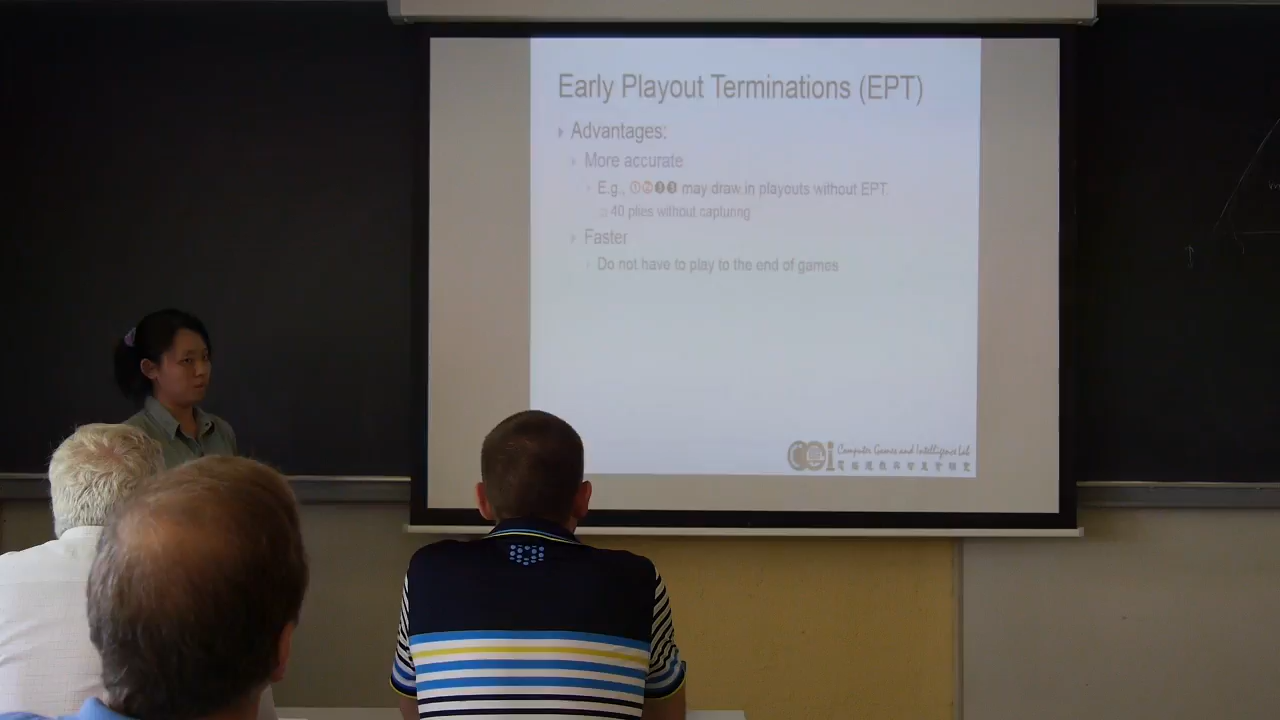 Early Playout Terminations (EPT)
Advantages:
More accurate
E.g., may draw in playouts without EPT.
40 plies without capturing
Faster
Do not have to play to the end of games
Computer Games and Intelligence Lab